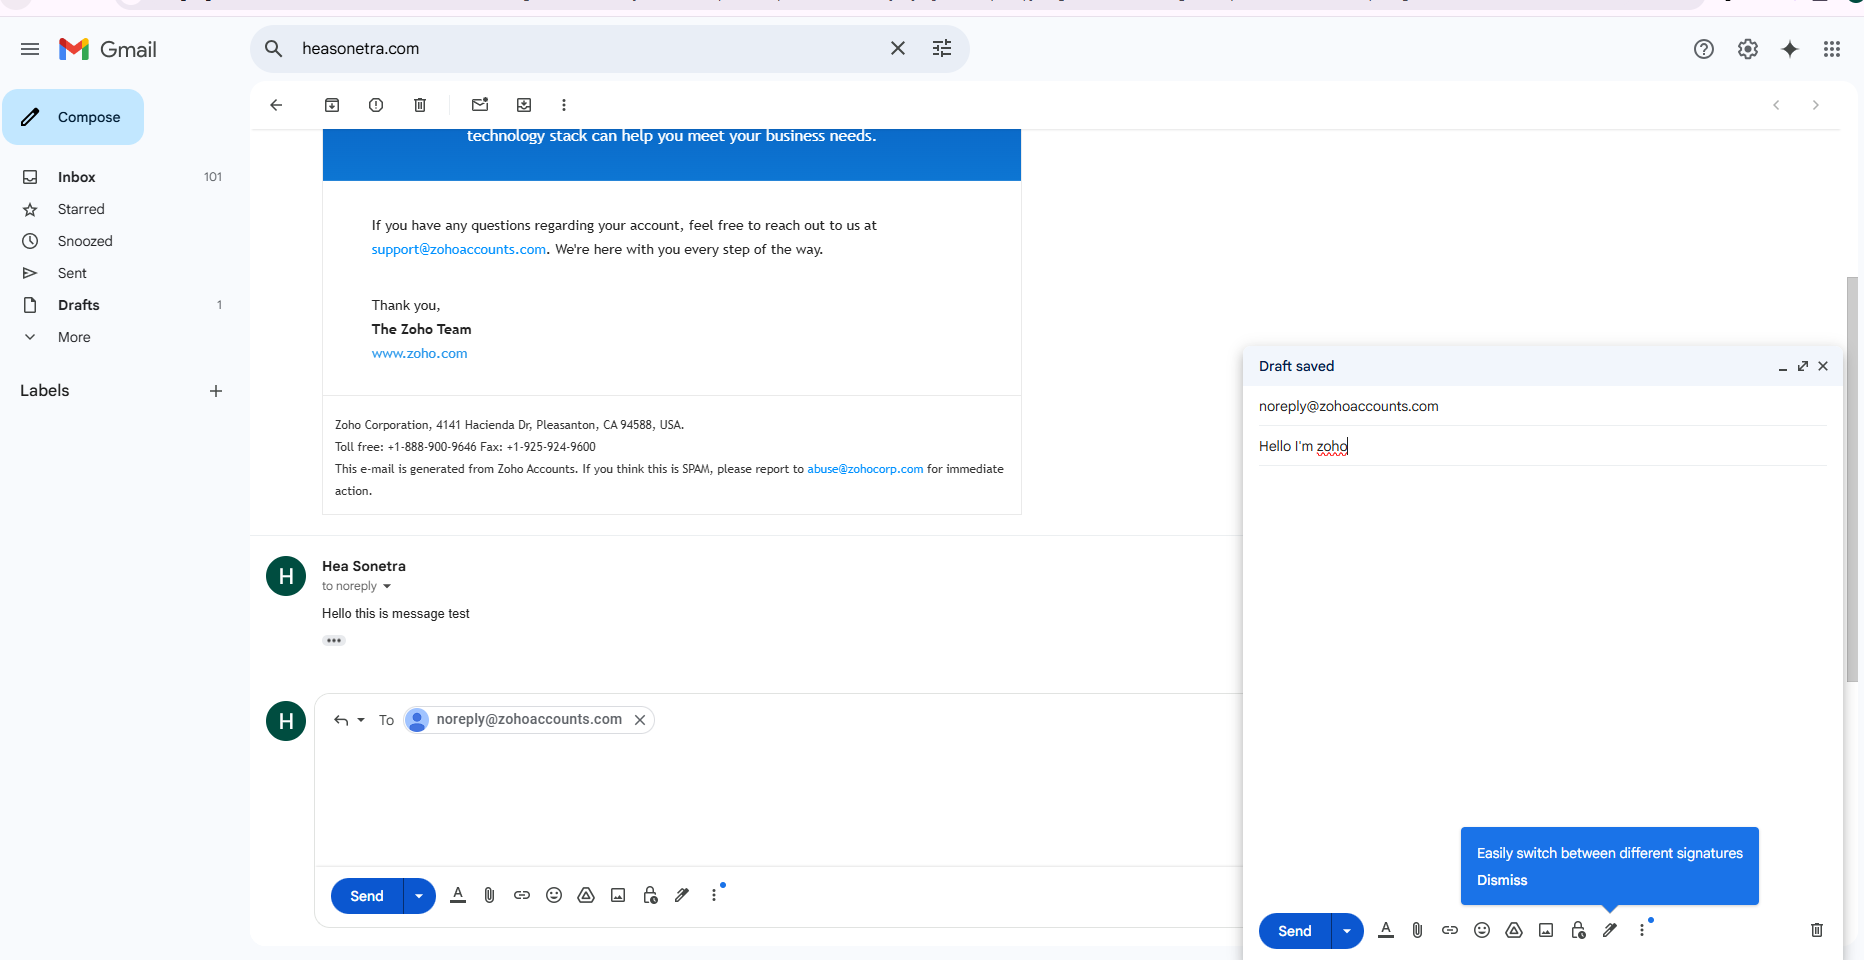 Gmail
heasonetra.com
Compose
Inbox 101
Starred
Snoozed
Sent
Drafts 1
More
Labels
technology stack can help you meet your business needs.
If you have any questions regarding your account, feel free to reach out to us at
support@zohoaccounts.com. We're here with you every step of the way.
Thank you,
The Zoho Team
www.zoho.com
Zoho Corporation, 4141 Hacienda Dr, Pleasanton, CA 94588, USA.
Toll free: +1-888-900-9646 Fax: +1-925-924-9600
This e-mail is generated from Zoho Accounts. If you think this is SPAM, please report to abuse@zohocorp.com for immediate
action.
H
Hea Sonetra
to noreply
Hello this is message test
H
To noreply@zohoaccounts.com
Send
Draft saved
noreply@zohoaccounts.com
Hello I'm zoho
Easily switch between different signatures
Dismiss
Send